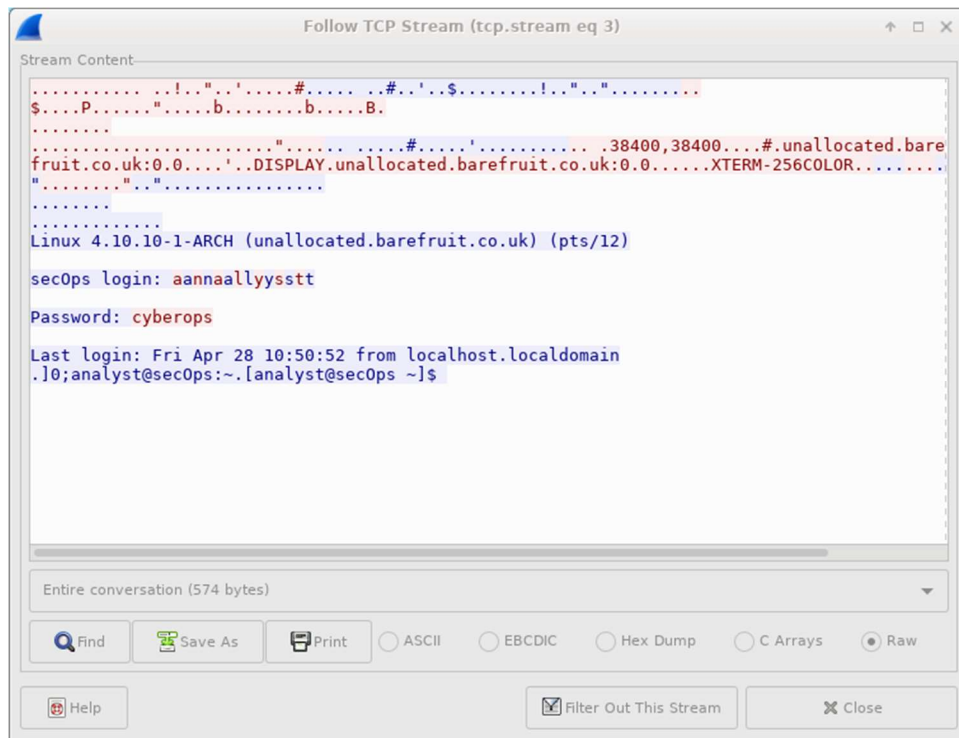 Follow TCP Stream (tcp.stream eq 3)
Stream Content
........... ..!.."..'.....#..... ..#..'..$........!..".."..........
$....P......".....b........b.....B.
........
........................".....  .....#.....'........... .38400,38400....#.unallocated.bare
fruit.co.uk:0.0....'..DISPLAY.unallocated.barefruit.co.uk:0.0......XTERM-256COLOR.........
"........".."................
........
.............
Linux 4.10.10-1-ARCH (unallocated.barefruit.co.uk) (pts/12)
secOps login: aannaallyysstt
Password: cyberops
Last login: Fri Apr 28 10:50:52 from localhost.localdomain
.]0;analyst@secOps:~.[analyst@secOps ~]$
Entire conversation (574 bytes)
Find Save As Print ASCII EBCDIC Hex Dump C Arrays Raw
Help Filter Out This Stream Close